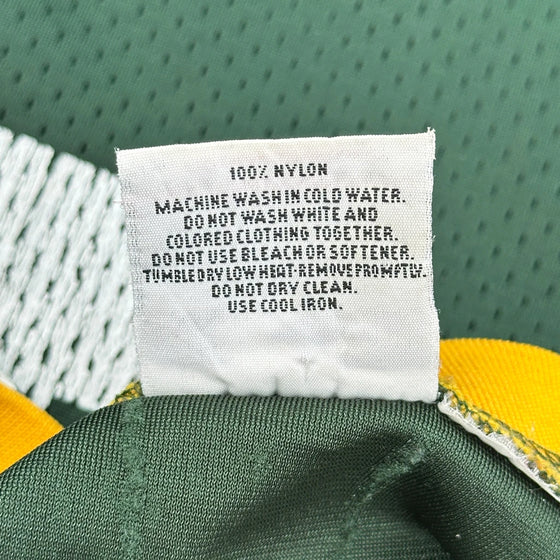 100% NYLON
MACHINE WASH IN COLD WATER.
DO NOT WASH WHITE AND
COLORED CLOTHING TOGETHER.
DO NOT USE BLEACH OR SOFTENER.
TUMBLE DRY LOW HEAT-REMOVE PROMPTLY.
DO NOT DRY CLEAN.
USE COOL IRON.